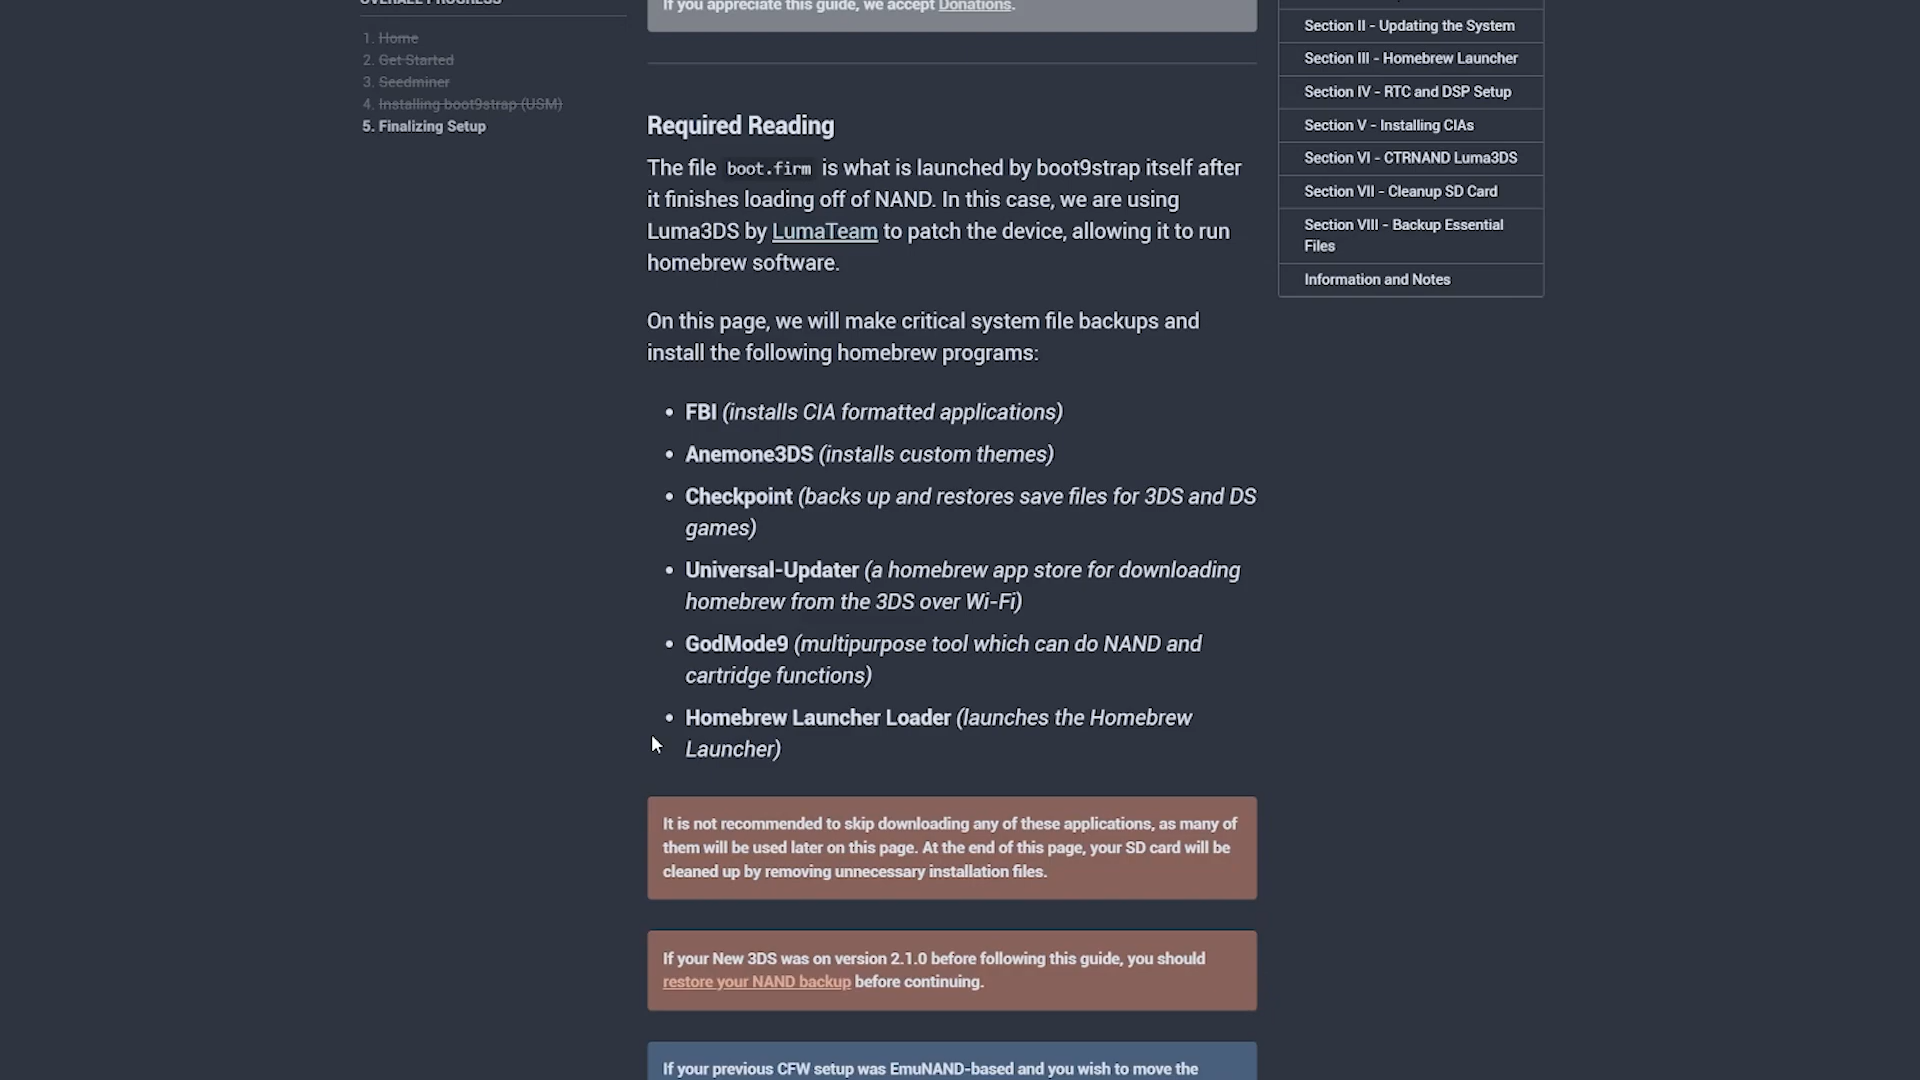 OVERALL PROGRESS
1. Home
2. Get Started
3. Seedminer
4. Installing boot9strap (USM)
5. Finalizing Setup
If you appreciate this guide, we accept Donations.
Required Reading
The file boot.firm is what is launched by boot9strap itself after
it finishes loading off of NAND. In this case, we are using
Luma3DS by LumaTeam to patch the device, allowing it to run
homebrew software.
On this page, we will make critical system file backups and
install the following homebrew programs:
• FBI (installs CIA formatted applications)
• Anemone3DS (installs custom themes)
• Checkpoint (backs up and restores save files for 3DS and DS
games)
• Universal-Updater (a homebrew app store for downloading
homebrew from the 3DS over Wi-Fi)
• GodMode9 (multipurpose tool which can do NAND and
cartridge functions)
• Homebrew Launcher Loader (launches the Homebrew
Launcher)
It is not recommended to skip downloading any of these applications, as many of
them will be used later on this page. At the end of this page, your SD card will be
cleaned up by removing unnecessary installation files.
If your New 3DS was on version 2.1.0 before following this guide, you should
restore your NAND backup before continuing.
If your previous CFW setup was EmuNAND-based and you wish to move the
Section II - Updating the System
Section III - Homebrew Launcher
Section IV - RTC and DSP Setup
Section V - Installing CIAs
Section VI - CTRNAND Luma3DS
Section VII - Cleanup SD Card
Section VIII - Backup Essential
Files
Information and Notes